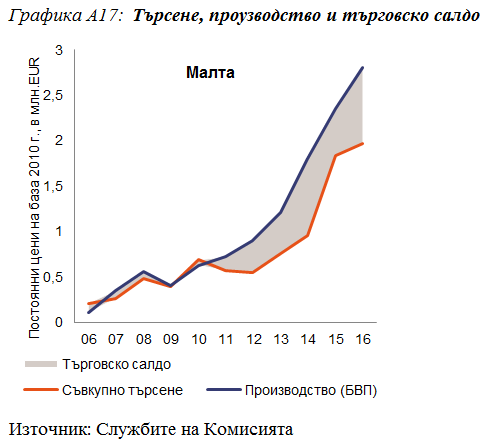 Графика A17: Търсене, производство и търговско салдо
Малта
Постоянни цени на база 2010 г., в млн.EUR
3
2,5
2
1,5
1
0,5
0
06 07 08 09 10 11 12 13 14 15 16
Търговско салдо
Съвкупно търсене Производство (БВП)
Източник: Службите на Комисията